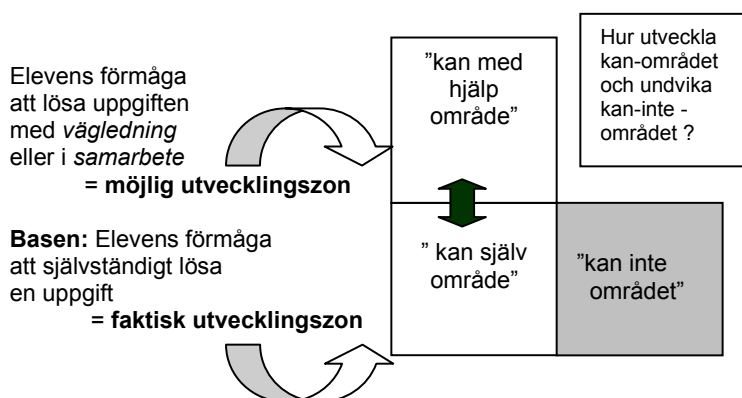 Elevens förmåga
att lösa uppgiften
med vägledning
eller i samarbete
= möjlig utvecklingszon
Basen: Elevens förmåga
att självständigt lösa
en uppgift
= faktisk utvecklingszon
”kan med
hjälp
område”
” kan själv
område”
”kan inte
området”
Hur utveckla
kan-området
och undvika
kan-inte -
området ?